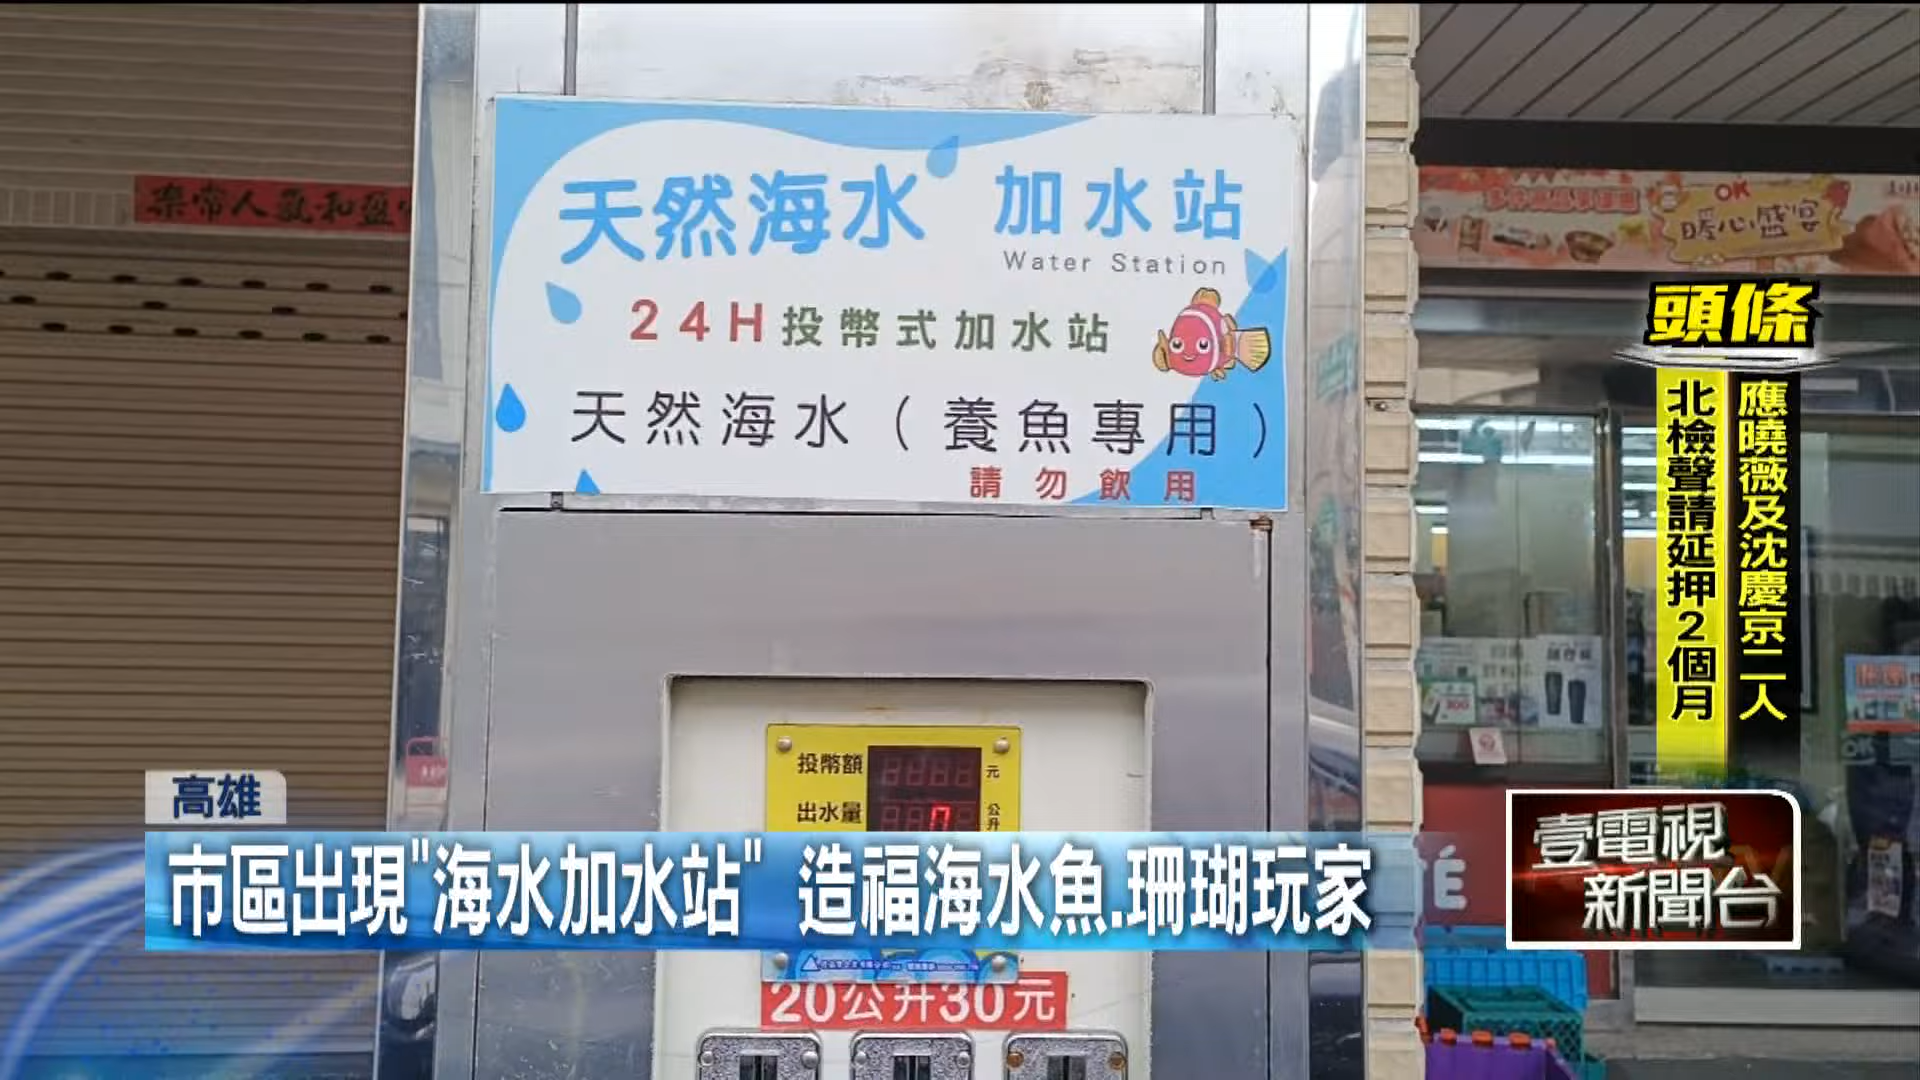 天然海水 加水站
Water Station
24H投幣式加水站
天然海水（養魚專用）
請勿飲用
OK
暖心盛宴
頭條
應曉薇及沈慶京二人
北檢聲請延押2個月
投幣額 元
出水量 公升
高雄
市區出現"海水加水站" 造福海水魚.珊瑚玩家
壹電視
新聞台
20公升30元